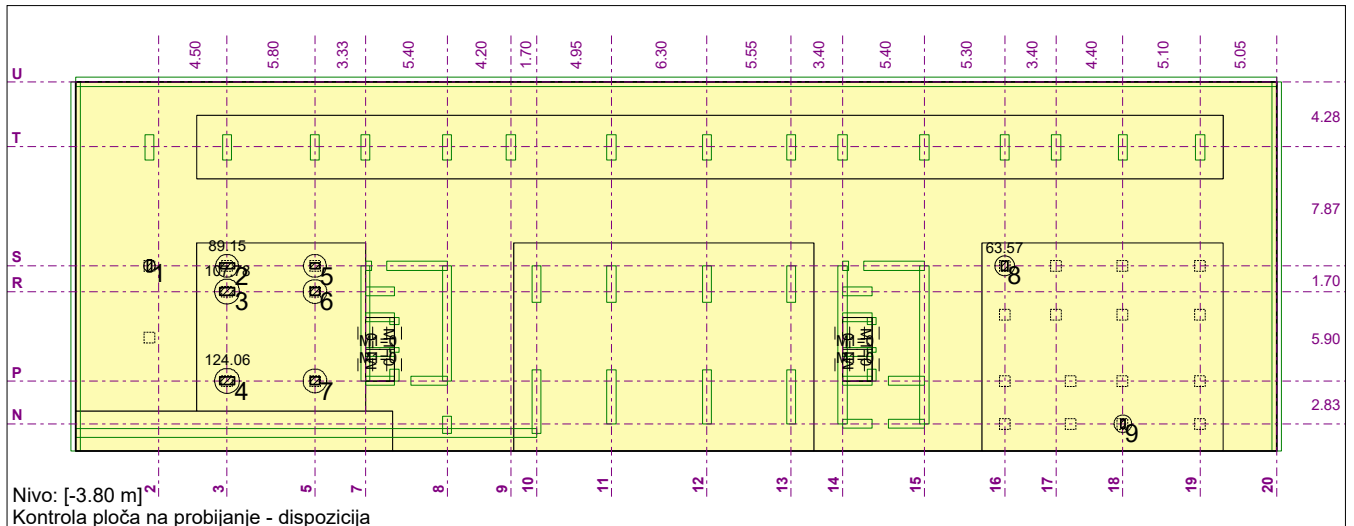 4.50 5.80 3.33 5.40 4.20 1.70 4.95 6.30 5.55 3.40 5.40 5.30 3.40 4.40 5.10 5.05
U
4.28
T
7.87
89.15 63.57
S
1 2 5 8
1.70
R
3 6
5.90
124.06
P
4 7
2.83
N
9
2 3 5 7 8 9 10 11 12 13 14 15 16 17 18 19 20
Nivo: [-3.80 m]
Kontrola ploča na probijanje - dispozicija